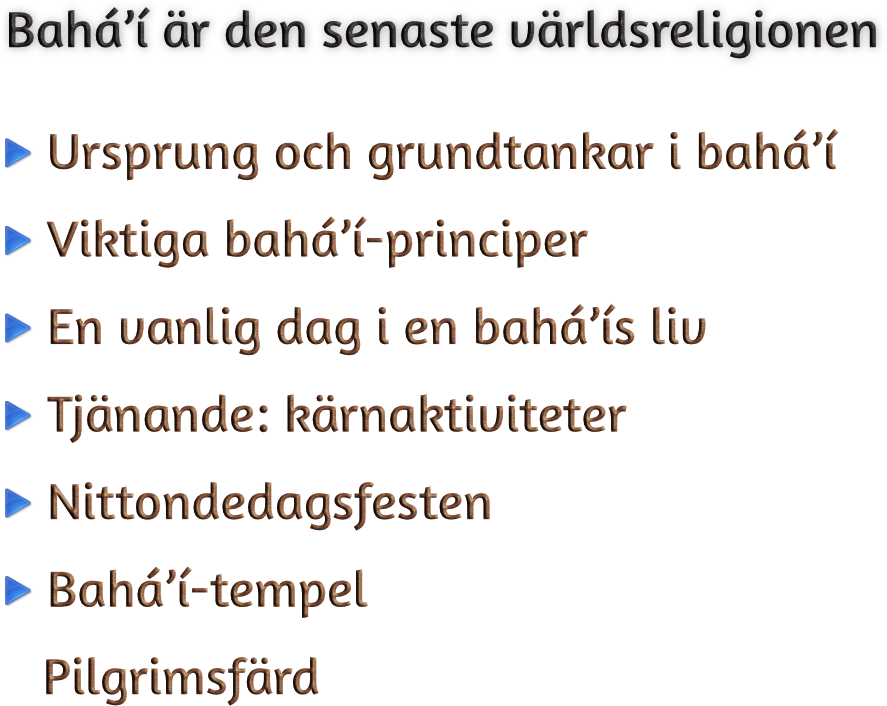 Bahá’í är den senaste världsreligionen
Ursprung och grundtankar i bahá’í
Viktiga bahá’í-principer
En vanlig dag i en bahá’ís liv
Tjänande: kärnaktiviteter
Nittondedagsfesten
Bahá’í-tempel
Pilgrimsfärd